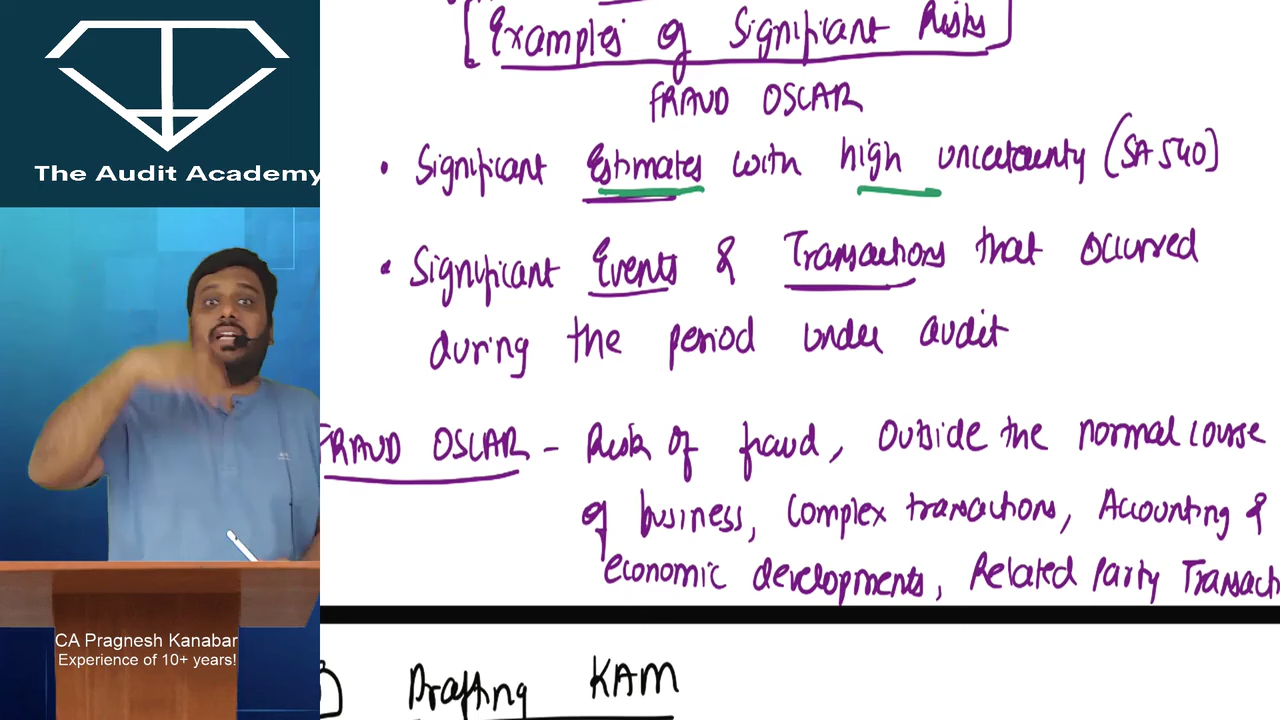 The Audit Academy
[Examples of Significant Risks]
FRAUD OSCAR
• Significant Estimates with high uncertainty (SA 540)
• Significant Events & Transactions that occurred
during the period under audit
FRAUD OSCAR - Risk of fraud, Outside the normal course
of business, Complex transactions, Accounting &
economic developments, Related Party Transact
Drafting KAM
CA Pragnesh Kanabar
Experience of 10+ years!